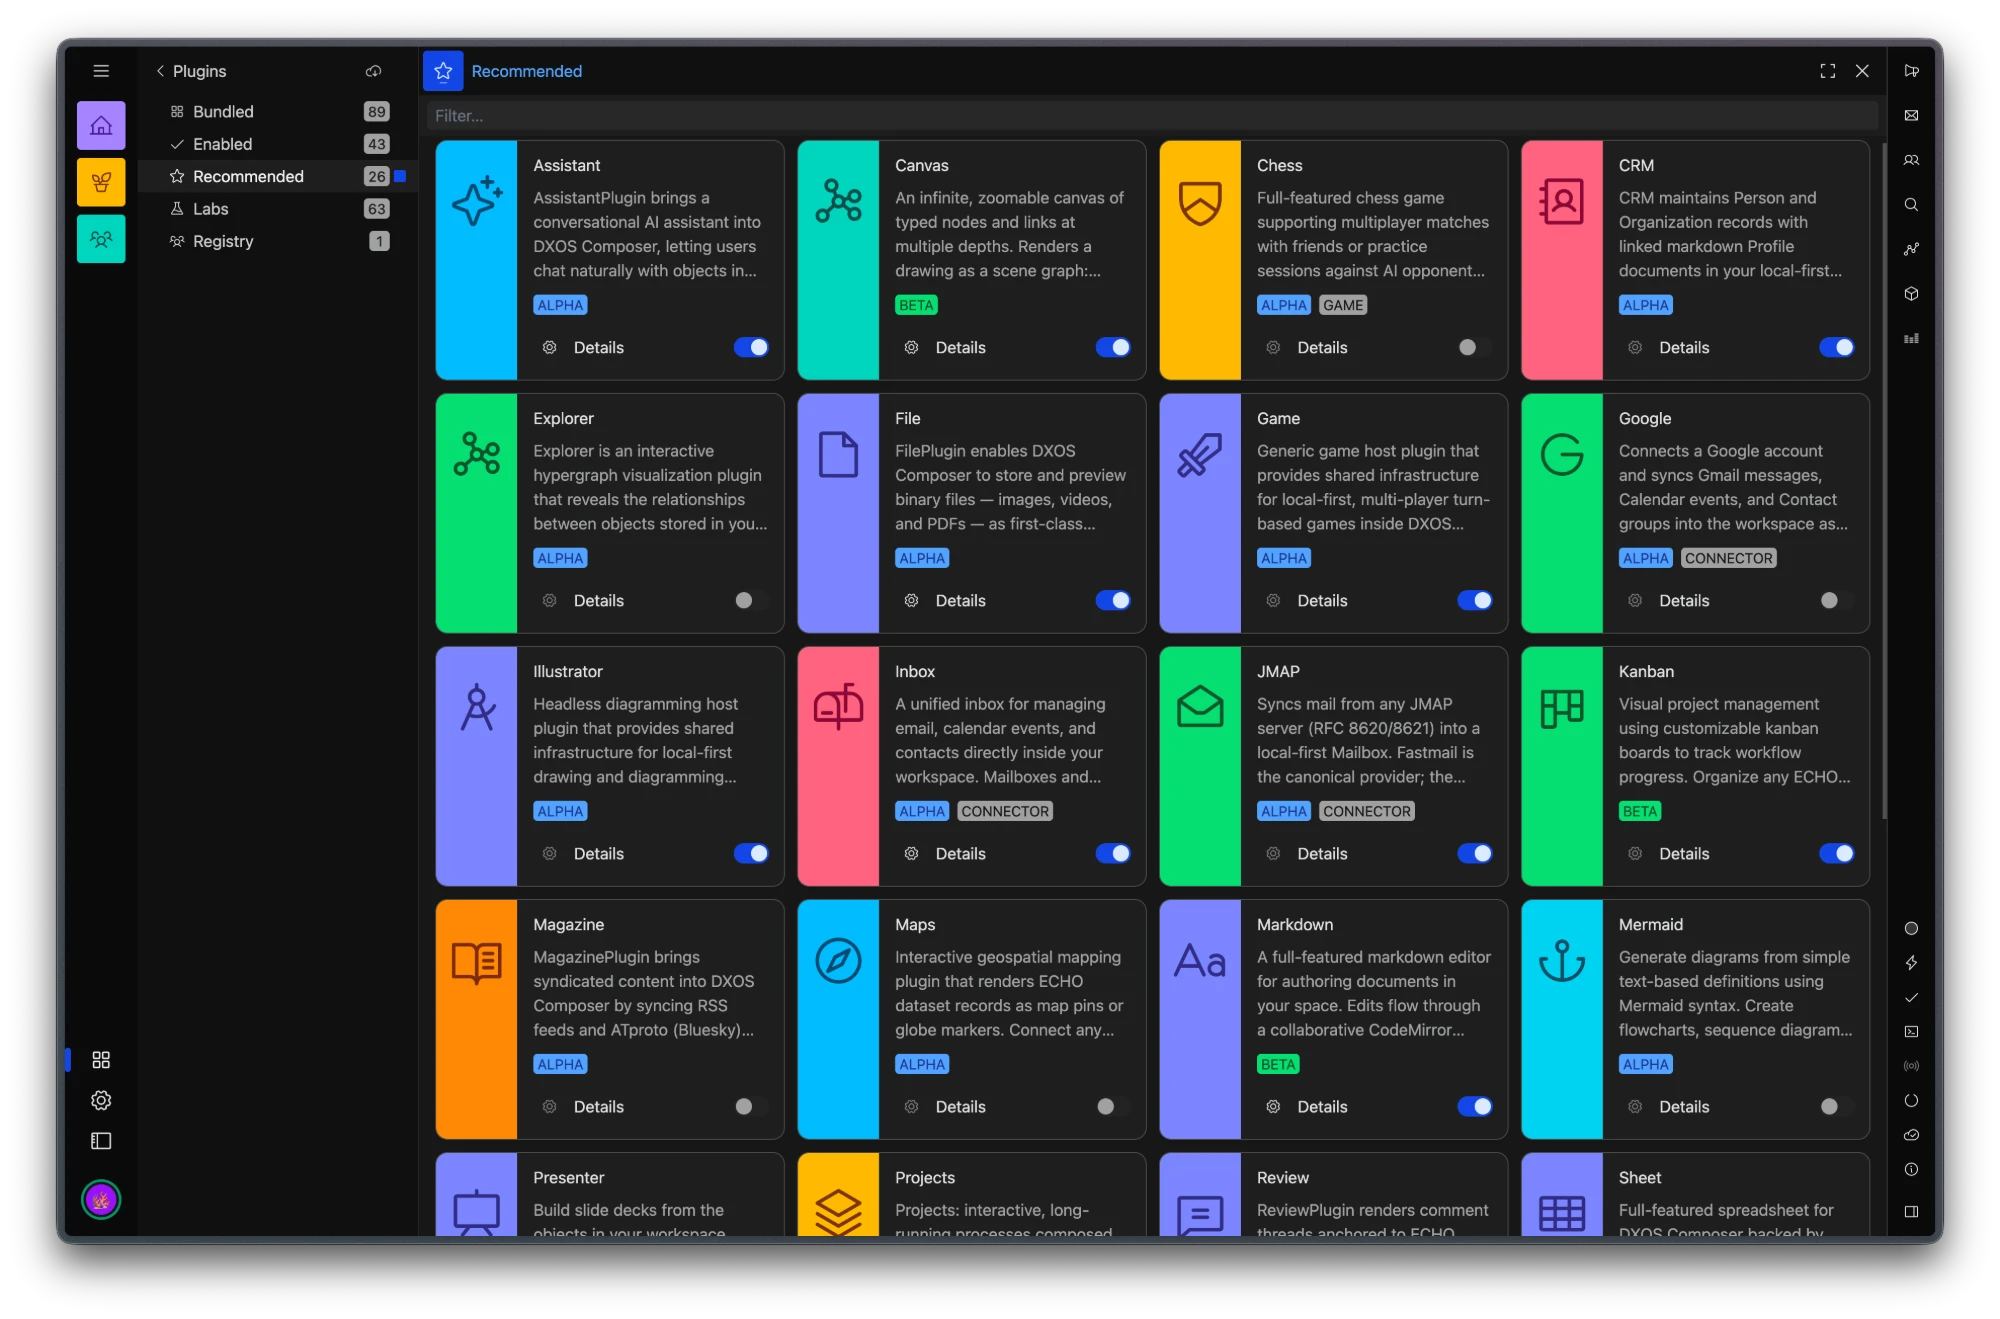 Plugins
Bundled 89
Enabled 43
Recommended 26
Labs 63
Registry 1
Recommended
Filter...
Assistant
AssistantPlugin brings a
conversational AI assistant into
DXOS Composer, letting users
chat naturally with objects in...
ALPHA
Details
Canvas
An infinite, zoomable canvas of
typed nodes and links at
multiple depths. Renders a
drawing as a scene graph:...
BETA
Details
Chess
Full-featured chess game
supporting multiplayer matches
with friends or practice
sessions against AI opponent...
ALPHA GAME
Details
CRM
CRM maintains Person and
Organization records with
linked markdown Profile
documents in your local-first...
ALPHA
Details
Explorer
Explorer is an interactive
hypergraph visualization plugin
that reveals the relationships
between objects stored in you...
ALPHA
Details
File
FilePlugin enables DXOS
Composer to store and preview
binary files — images, videos,
and PDFs — as first-class...
ALPHA
Details
Game
Generic game host plugin that
provides shared infrastructure
for local-first, multi-player turn-
based games inside DXOS...
ALPHA
Details
Google
Connects a Google account
and syncs Gmail messages,
Calendar events, and Contact
groups into the workspace as...
ALPHA CONNECTOR
Details
Illustrator
Headless diagramming host
plugin that provides shared
infrastructure for local-first
drawing and diagramming...
ALPHA
Details
Inbox
A unified inbox for managing
email, calendar events, and
contacts directly inside your
workspace. Mailboxes and...
ALPHA CONNECTOR
Details
JMAP
Syncs mail from any JMAP
server (RFC 8620/8621) into a
local-first Mailbox. Fastmail is
the canonical provider; the...
ALPHA CONNECTOR
Details
Kanban
Visual project management
using customizable kanban
boards to track workflow
progress. Organize any ECHO...
BETA
Details
Magazine
MagazinePlugin brings
syndicated content into DXOS
Composer by syncing RSS
feeds and ATproto (Bluesky)...
ALPHA
Details
Maps
Interactive geospatial mapping
plugin that renders ECHO
dataset records as map pins or
globe markers. Connect any...
ALPHA
Details
Markdown
A full-featured markdown editor
for authoring documents in
your space. Edits flow through
a collaborative CodeMirror...
BETA
Details
Mermaid
Generate diagrams from simple
text-based definitions using
Mermaid syntax. Create
flowcharts, sequence diagram...
ALPHA
Details
Presenter
Build slide decks from the
objects in your workspace
Projects
Projects: interactive, long-
running processes composed
Review
ReviewPlugin renders comment
threads anchored to ECHO
Sheet
Full-featured spreadsheet for
DXOS Composer backed by